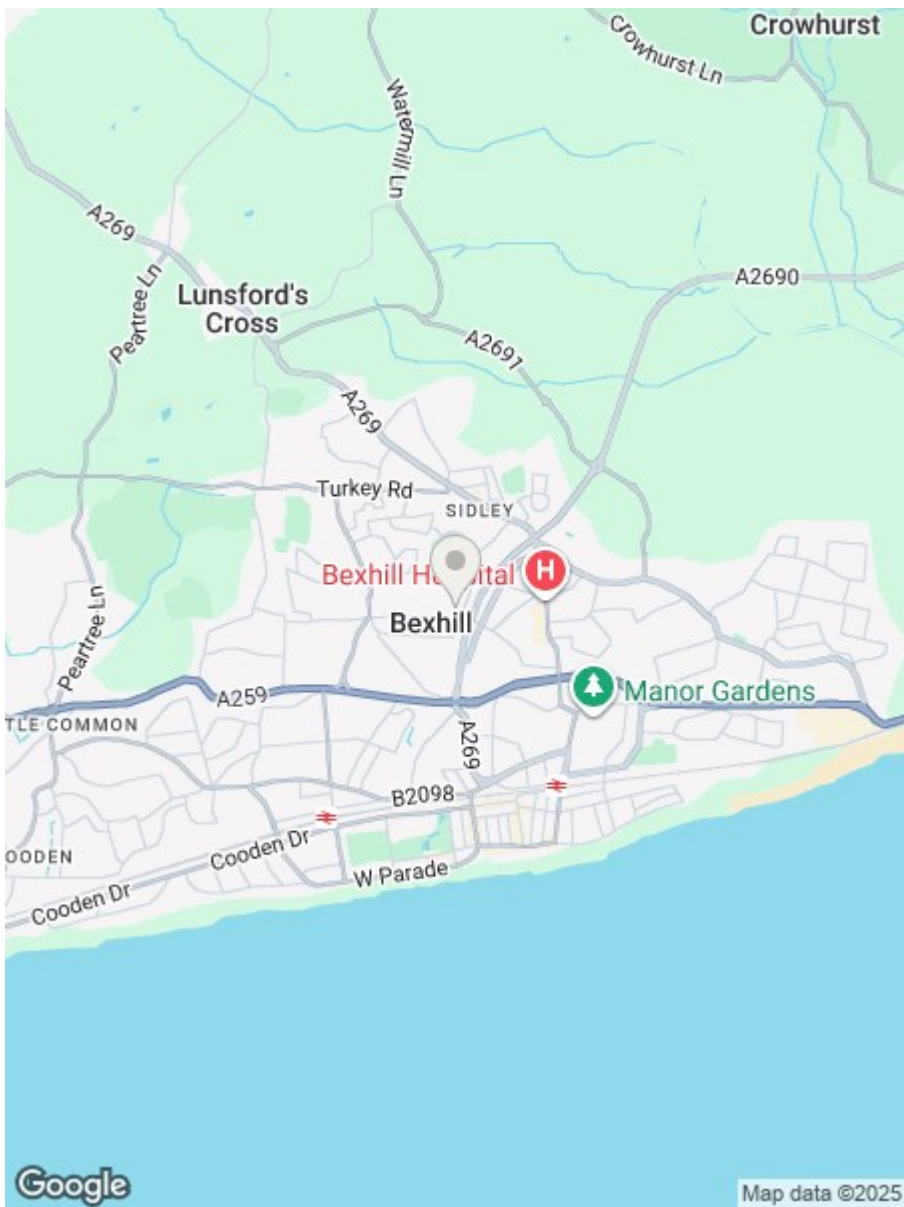 Crowhurst
Crowhurst Ln
Watermill Ln
A269
A2690
Peartree Ln
Lunsford's
Cross
A2691
A269
Turkey Rd
SIDLEY
Bexhill H
ital
H
Bexhill
Peartree Ln
A259
Manor Gardens
TLE COMMON
A269
B2098
OODEN
Cooden Dr
W Parade
Cooden Dr
Google
Map data ©2025